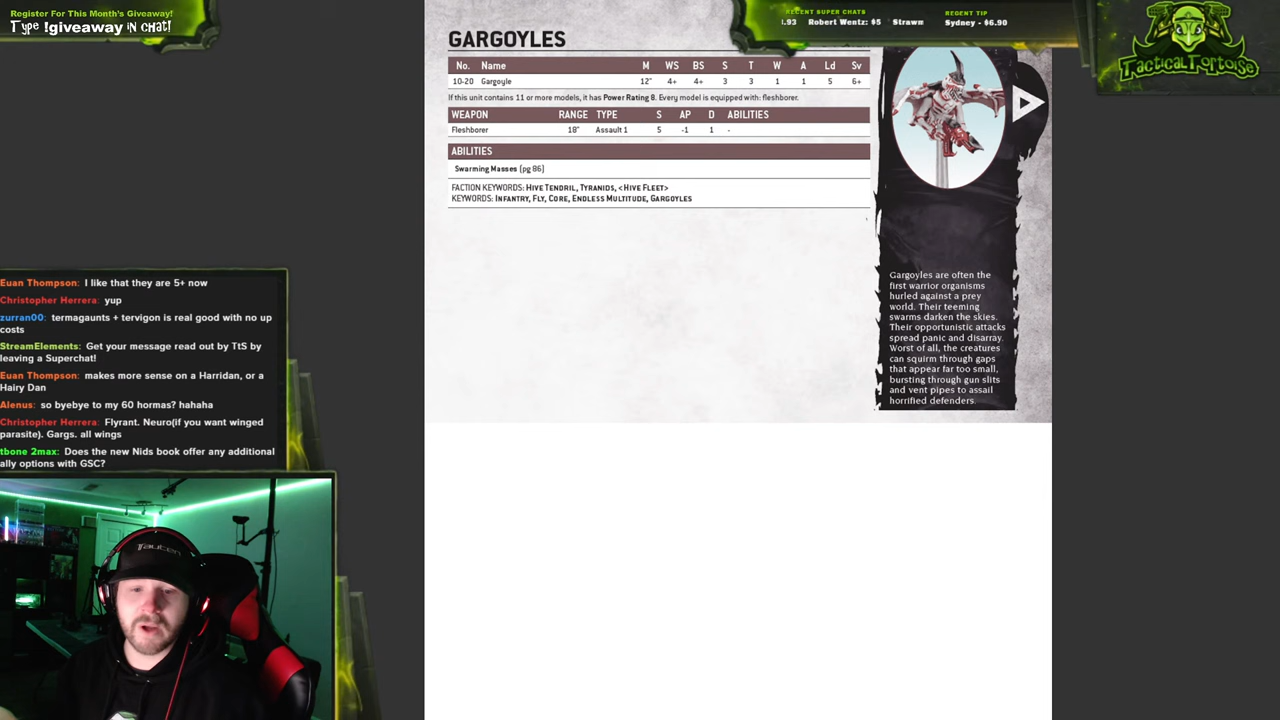 Register For This Month's Giveaway!
Type !giveaway in chat!
RECENT SUPER CHATS
1.93 Robert Wentz: $5 Strawn
RECENT TIP
Sydney - $6.90
TacticalTortoise
GARGOYLES
No. Name M WS BS S T W A Ld Sv
10-20 Gargoyle 12" 4+ 4+ 3 3 1 1 5 6+
If this unit contains 11 or more models, it has Power Rating 8. Every model is equipped with: fleshborer.
WEAPON RANGE TYPE S AP D ABILITIES
Fleshborer 18" Assault 1 5 -1 1 -
ABILITIES
Swarming Masses (pg 86)
FACTION KEYWORDS: HIVE TENDRIL, TYRANIDS, <HIVE FLEET>
KEYWORDS: INFANTRY, FLY, CORE, ENDLESS MULTITUDE, GARGOYLES
Gargoyles are often the
first warrior organisms
hurled against a prey
world. Their teeming
swarms darken the skies.
Their opportunistic attacks
spread panic and disarray.
Worst of all, the creatures
can squirm through gaps
that appear far too small,
bursting through gun slits
and vent pipes to assail
horrified defenders.
Euan Thompson: I like that they are 5+ now
Christopher Herrera: yup
zurran00: termagaunts + tervigon is real good with no up
costs
StreamElements: Get your message read out by TtS by
leaving a Superchat!
Euan Thompson: makes more sense on a Harridan, or a
Hairy Dan
Alenus: so byebye to my 60 hormas? hahaha
Christopher Herrera: Flyrant. Neuro(if you want winged
parasite). Gargs. all wings
tbone 2max: Does the new Nids book offer any additional
ally options with GSC?
Tauten